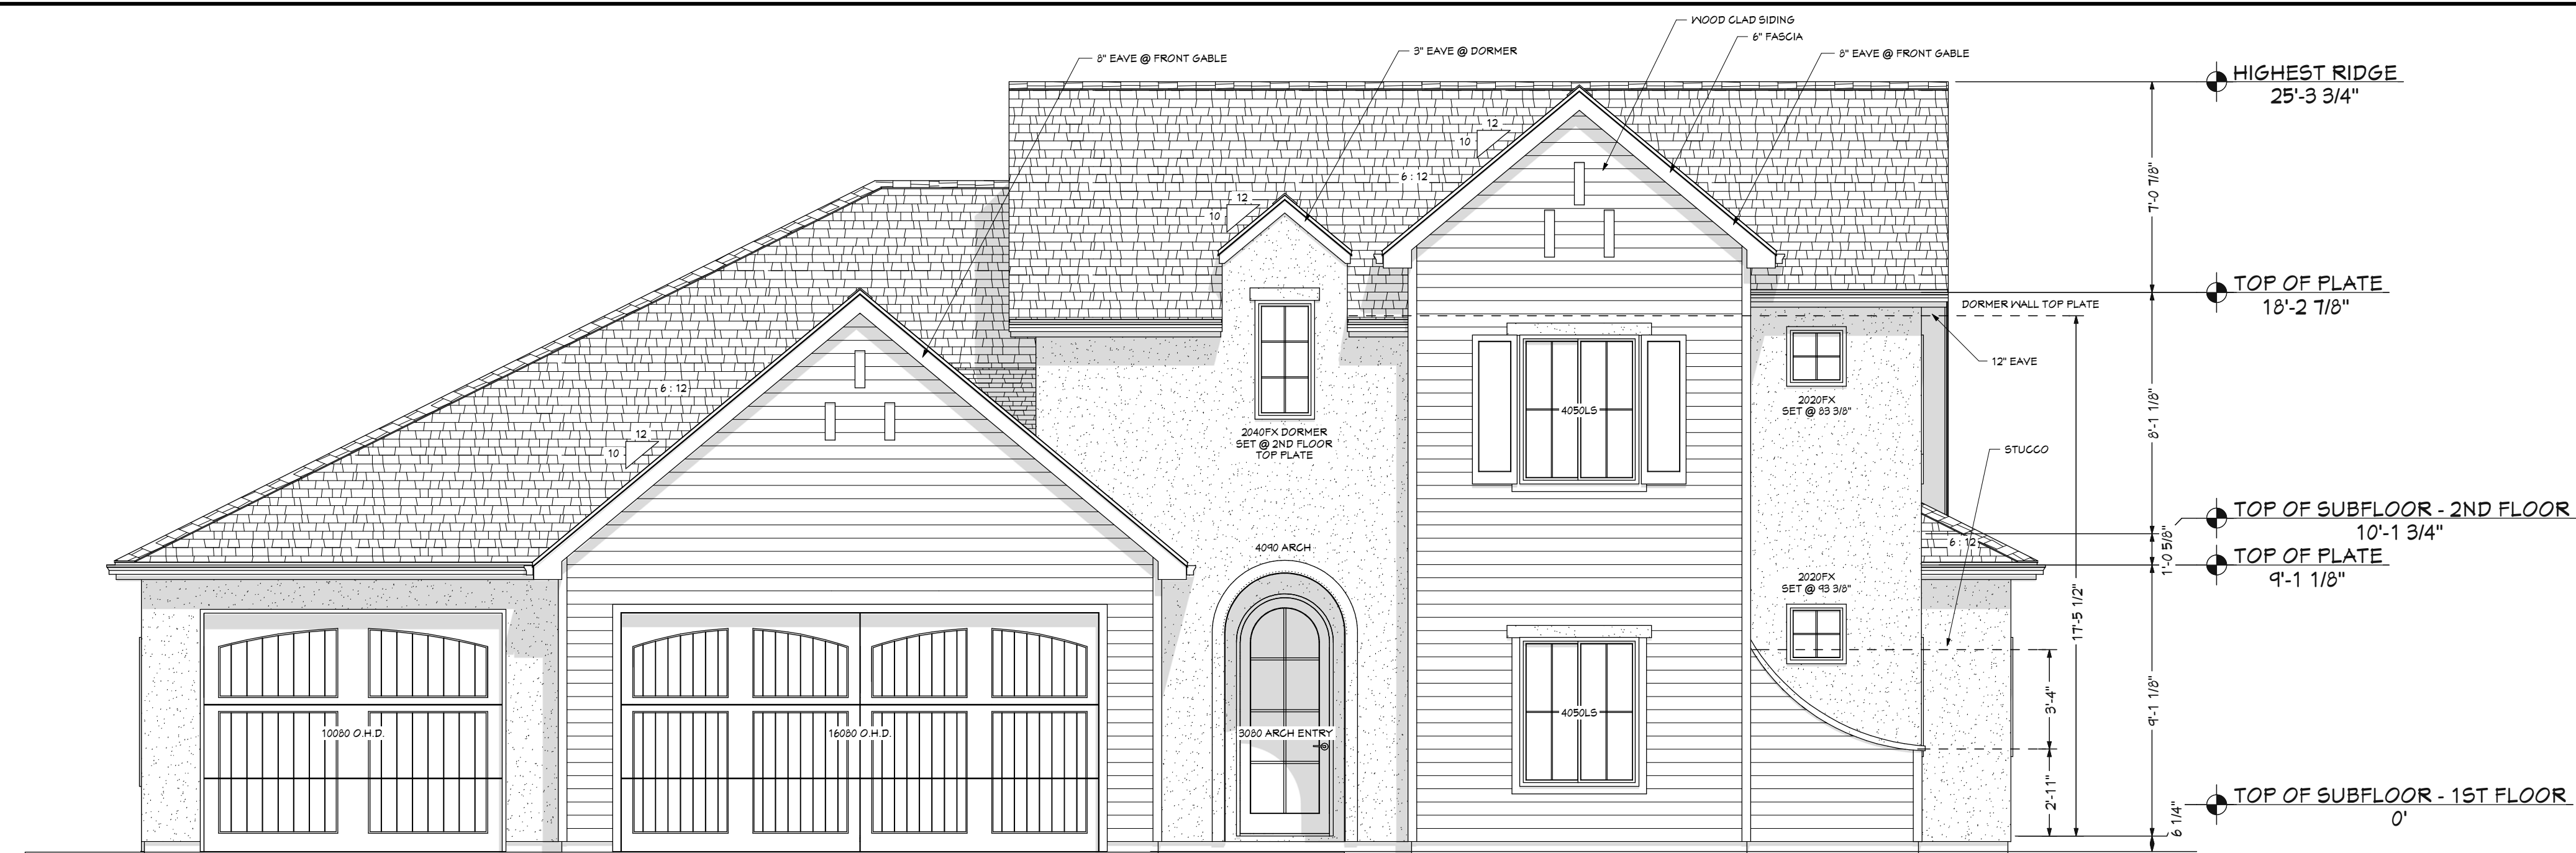 WOOD CLAD SIDING
6" FASCIA
8" EAVE @ FRONT GABLE
3" EAVE @ DORMER
8" EAVE @ FRONT GABLE
HIGHEST RIDGE
25'-3 3/4"
12
10
6 : 12
7'-0 7/8"
12
10
TOP OF PLATE
18'-2 7/8"
DORMER WALL TOP PLATE
12" EAVE
6 : 12
2020FX
SET @ 83 3/8"
4050LS
8'-1 1/8"
12
10
2040FX DORMER
SET @ 2ND FLOOR
TOP PLATE
STUCCO
TOP OF SUBFLOOR - 2ND FLOOR
10'-1 3/4"
6 : 12
1'-0 5/8"
4090 ARCH
TOP OF PLATE
9'-1 1/8"
2020FX
SET @ 93 3/8"
17'-5 1/2"
3'-4"
9'-1 1/8"
4050LS
10080 O.H.D.
16080 O.H.D.
3080 ARCH ENTRY
2'-11"
TOP OF SUBFLOOR - 1ST FLOOR
0'
6 1/4"